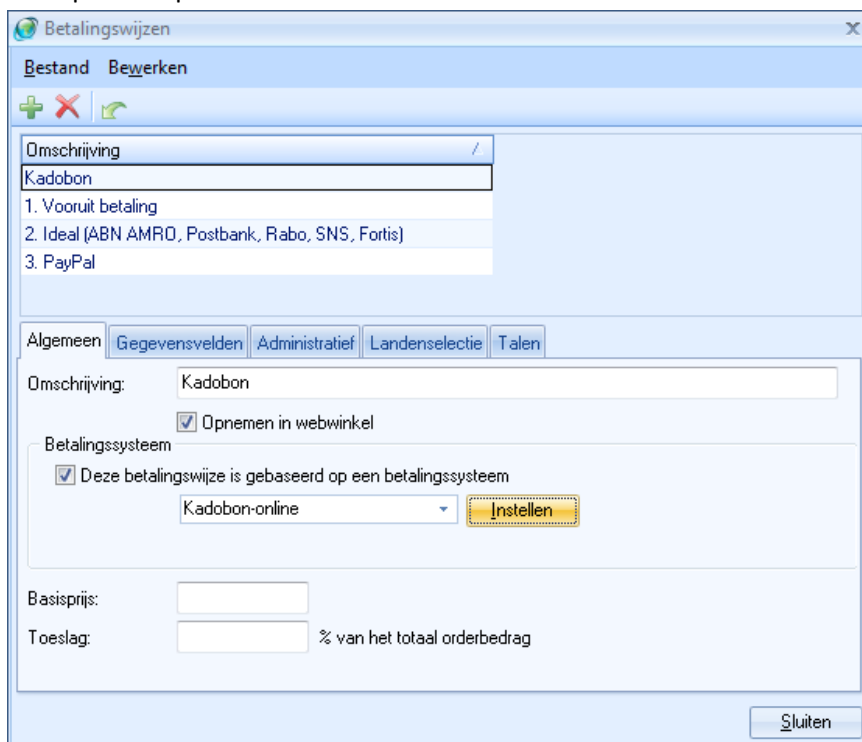 Betalingswijzen
Bestand Bewerken
Omschrijving
Kadobon
1. Vooruit betaling
2. Ideal (ABN AMRO, Postbank, Rabo, SNS, Fortis)
3. PayPal
Algemeen Gegevensvelden Administratief Landenselectie Talen
Omschrijving: Kadobon
Opnemen in webwinkel
Betalingssysteem
Deze betalingswijze is gebaseerd op een betalingssysteem
Kadobon-online Instellen
Basisprijs:
Toeslag: % van het totaal orderbedrag
Sluiten